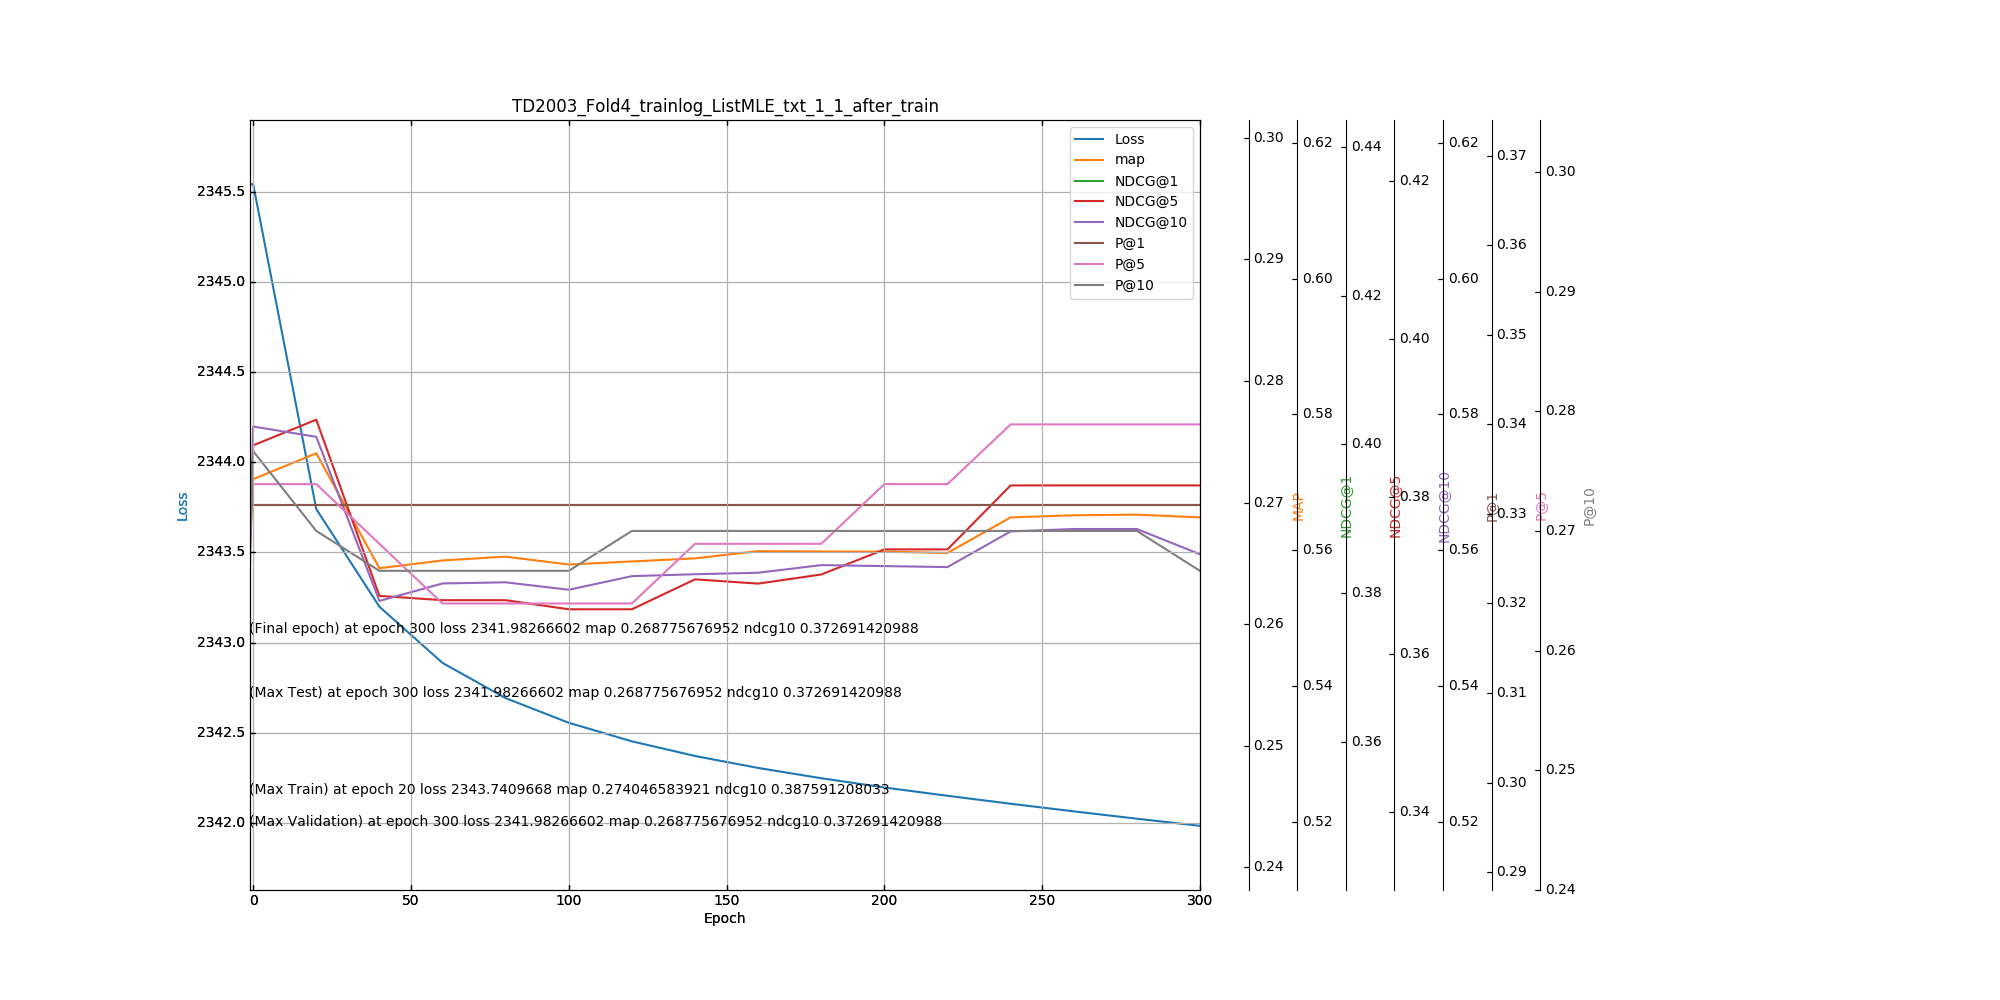 TD2003_Fold4_trainlog_ListMLE_txt_1_1_after_train
Loss
map
NDCG@1
NDCG@5
NDCG@10
P@1
P@5
P@10
2345.5
2345.0
2344.5
2344.0
2343.5
2343.0
2342.5
2342.0
Loss
(Final epoch) at epoch 300 loss 2341.98266602 map 0.268775676952 ndcg10 0.372691420988
(Max Test) at epoch 300 loss 2341.98266602 map 0.268775676952 ndcg10 0.372691420988
(Max Train) at epoch 20 loss 2343.7409668 map 0.274046583921 ndcg10 0.387591208033
(Max Validation) at epoch 300 loss 2341.98266602 map 0.268775676952 ndcg10 0.372691420988
0 50 100 150 200 250 300
Epoch
0.30
0.29
0.28
0.27
0.26
0.25
0.24
MAP
0.62
0.60
0.58
0.56
0.54
0.52
NDCG@1
0.44
0.42
0.40
0.38
0.36
NDCG@5
0.42
0.40
0.38
0.36
0.34
NDCG@10
0.62
0.60
0.58
0.56
0.54
0.52
P@1
0.37
0.36
0.35
0.34
0.33
0.32
0.31
0.30
0.29
P@5
0.30
0.29
0.28
0.27
0.26
0.25
0.24
P@10